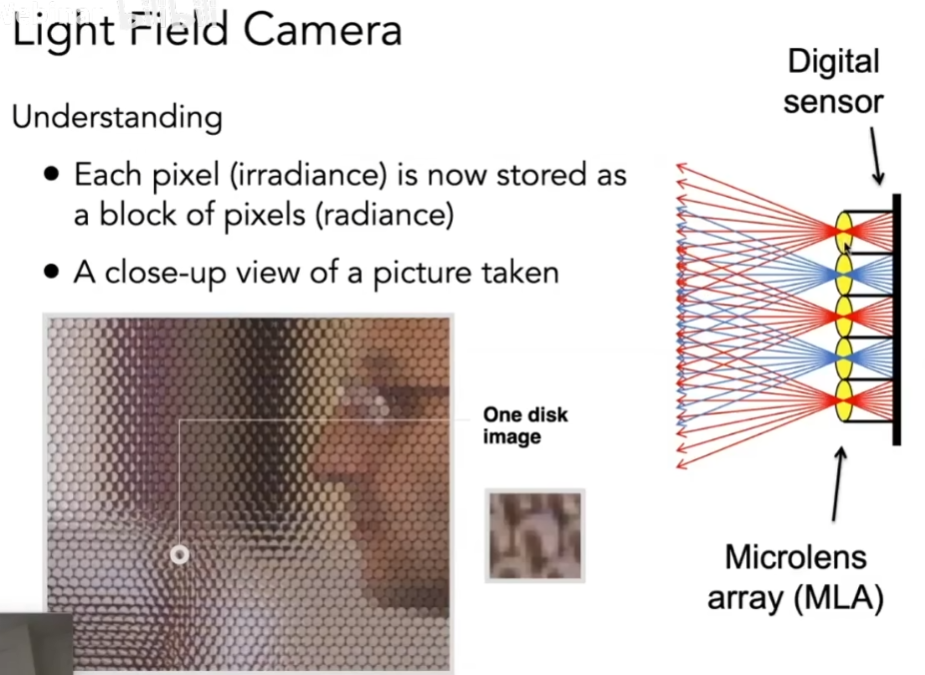 Light Field Camera
Digital
sensor
Understanding
● Each pixel (irradiance) is now stored as
a block of pixels (radiance)
● A close-up view of a picture taken
One disk
image
Microlens
array (MLA)